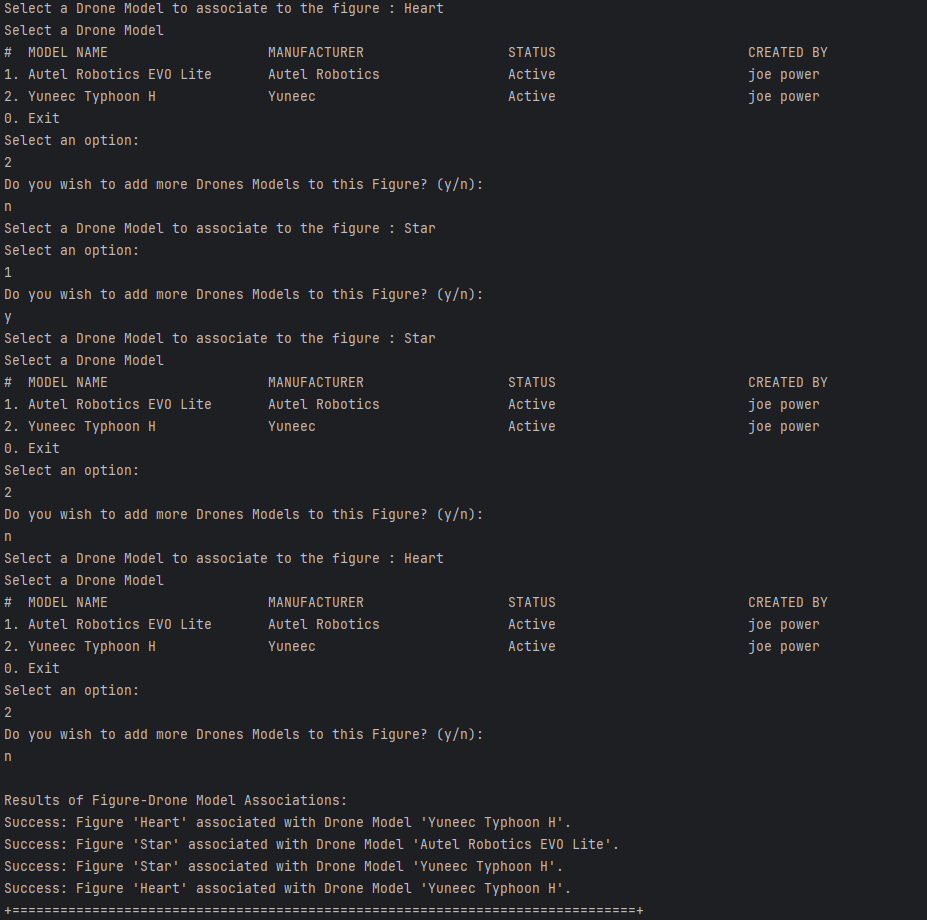 Select a Drone Model to associate to the figure : Heart
Select a Drone Model
#  MODEL NAME                    MANUFACTURER                  STATUS                        CREATED BY
1. Autel Robotics EVO Lite       Autel Robotics                Active                        joe power
2. Yuneec Typhoon H              Yuneec                        Active                        joe power
0. Exit
Select an option:
2
Do you wish to add more Drones Models to this Figure? (y/n):
n
Select a Drone Model to associate to the figure : Star
Select an option:
1
Do you wish to add more Drones Models to this Figure? (y/n):
y
Select a Drone Model to associate to the figure : Star
Select a Drone Model
#  MODEL NAME                    MANUFACTURER                  STATUS                        CREATED BY
1. Autel Robotics EVO Lite       Autel Robotics                Active                        joe power
2. Yuneec Typhoon H              Yuneec                        Active                        joe power
0. Exit
Select an option:
2
Do you wish to add more Drones Models to this Figure? (y/n):
n
Select a Drone Model to associate to the figure : Heart
Select a Drone Model
#  MODEL NAME                    MANUFACTURER                  STATUS                        CREATED BY
1. Autel Robotics EVO Lite       Autel Robotics                Active                        joe power
2. Yuneec Typhoon H              Yuneec                        Active                        joe power
0. Exit
Select an option:
2
Do you wish to add more Drones Models to this Figure? (y/n):
n

Results of Figure-Drone Model Associations:
Success: Figure 'Heart' associated with Drone Model 'Yuneec Typhoon H'.
Success: Figure 'Star' associated with Drone Model 'Autel Robotics EVO Lite'.
Success: Figure 'Star' associated with Drone Model 'Yuneec Typhoon H'.
Success: Figure 'Heart' associated with Drone Model 'Yuneec Typhoon H'.
+==============================================================================+